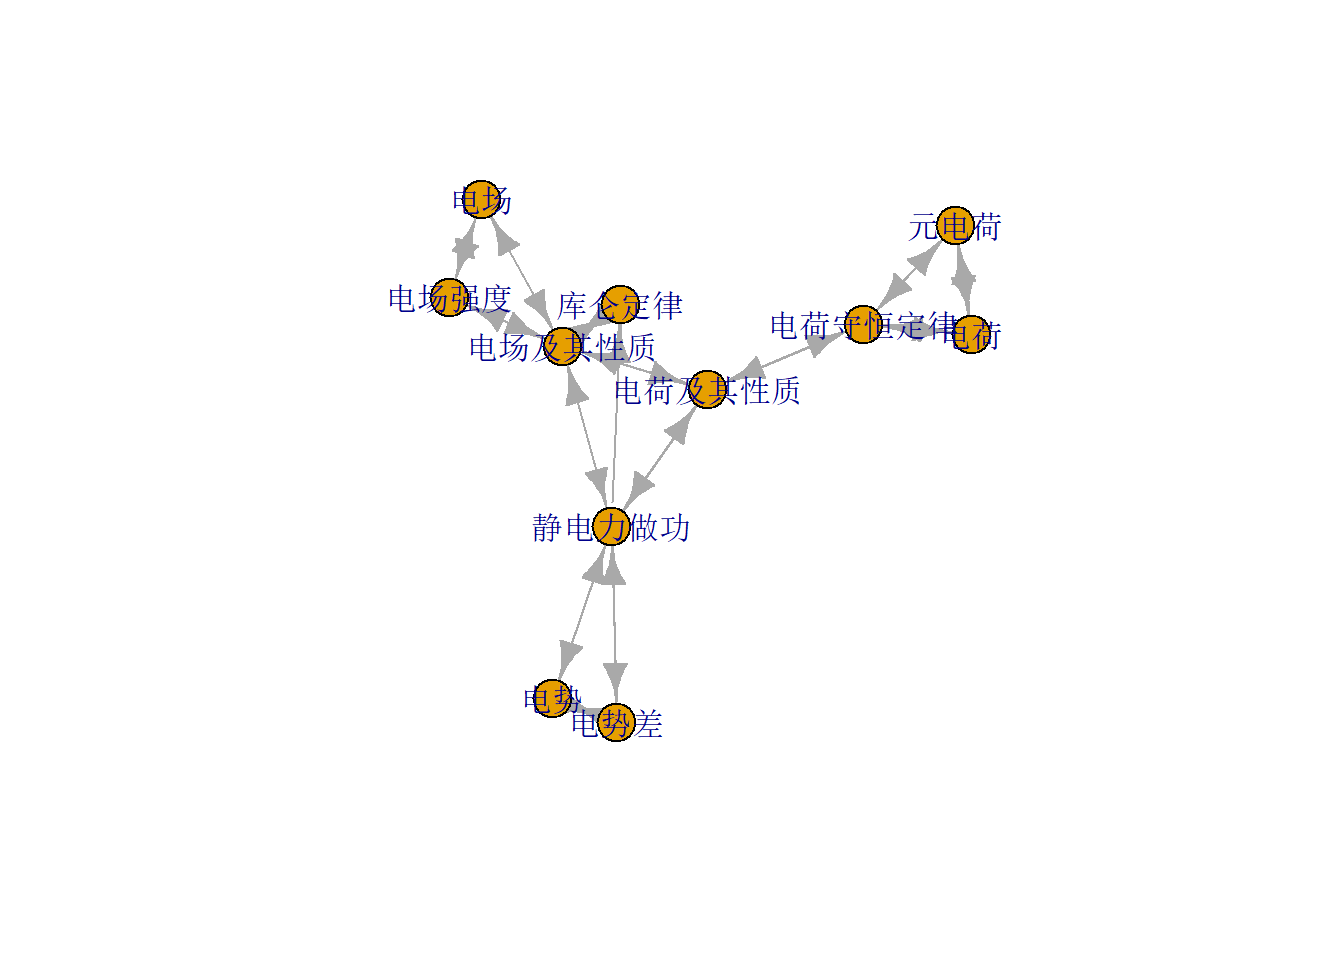 电场
元电荷
电场强度
库仑定律
电荷守恒定律
电荷
电场及其性质
电荷及其性质
静电力做功
电势
电势差